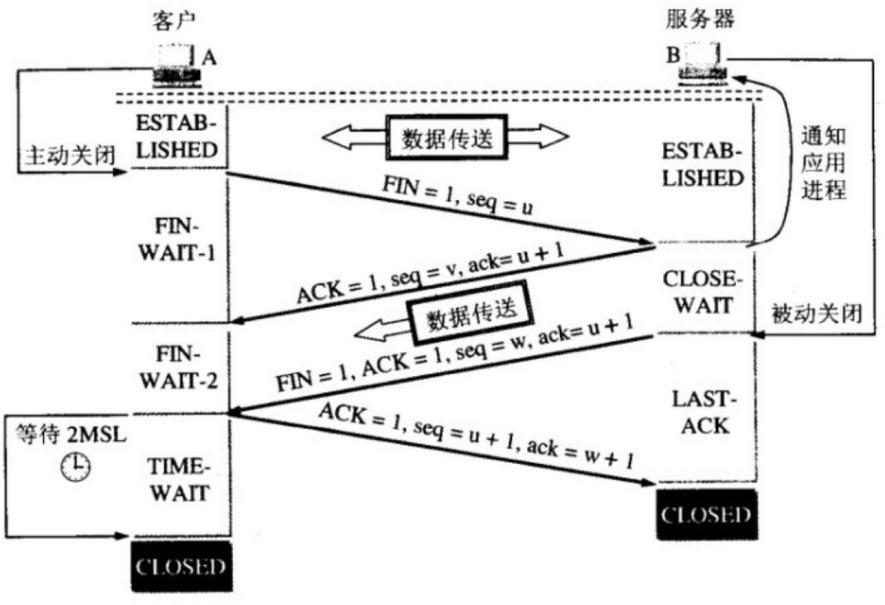 客户
服务器
A
B
ESTAB-
LISHED
数据传送
主动关闭
ESTAB-
LISHED
通知
应用
进程
FIN = 1, seq = u
FIN-
WAIT-1
ACK = 1, seq = v, ack= u + 1
CLOSE-
WAIT
数据传送
被动关闭
FIN-
WAIT-2
FIN = 1, ACK = 1, seq = w, ack= u + 1
LAST-
ACK
ACK = 1, seq = u + 1, ack = w + 1
等待 2MSL
TIME-
WAIT
CLOSED
CLOSED